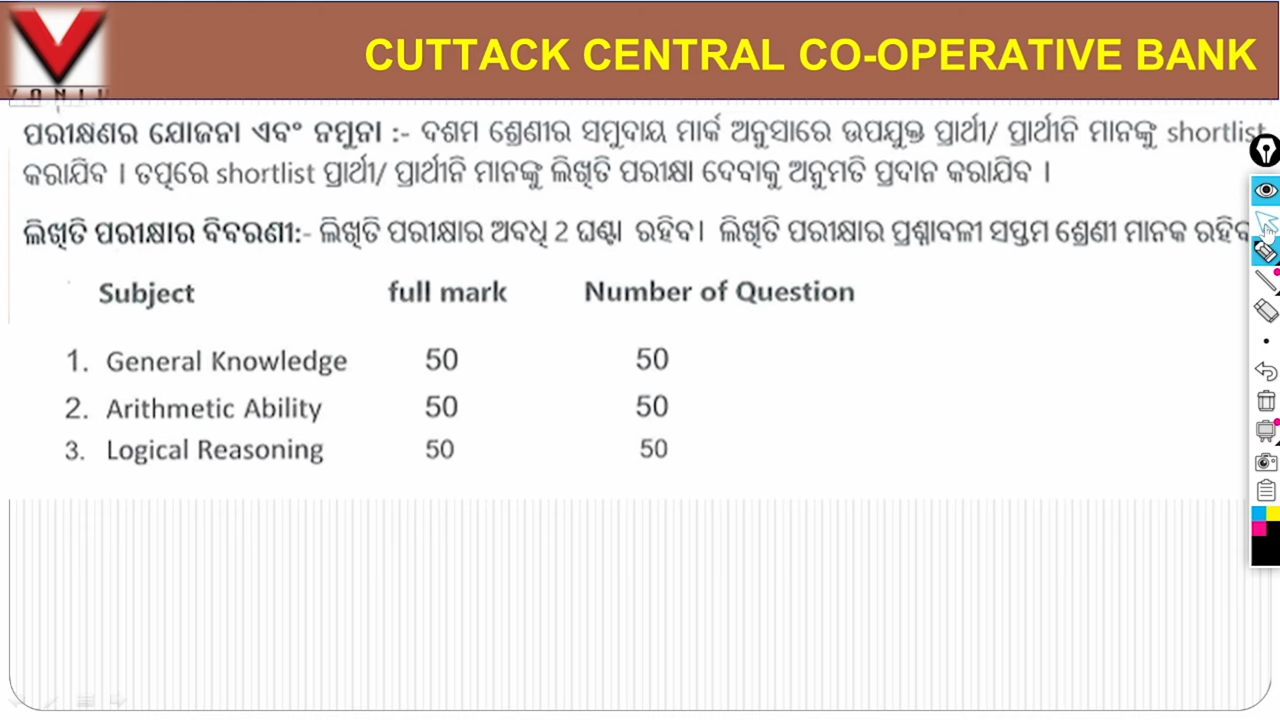 CUTTACK CENTRAL CO-OPERATIVE BANK
ପରୀକ୍ଷଣର ଯୋଜନା ଏବଂ ନମୁନା :- ଦଶମ ଶ୍ରେଣୀର ସମୁଦାୟ ମାର୍କ ଅନୁସାରେ ଉପଯୁକ୍ତ ପ୍ରାର୍ଥୀ/ ପ୍ରାର୍ଥୀନି ମାନଙ୍କୁ shortlist
କରାଯିବ । ତତ୍ପରେ shortlist ପ୍ରାର୍ଥୀ/ ପ୍ରାର୍ଥୀନି ମାନଙ୍କୁ ଲିଖିତି ପରୀକ୍ଷା ଦେବାକୁ ଅନୁମତି ପ୍ରଦାନ କରାଯିବ ।
ଲିଖିତି ପରୀକ୍ଷାର ବିବରଣୀ:- ଲିଖିତି ପରୀକ୍ଷାର ଅବଧି 2 ଘଣ୍ଟା ରହିବ। ଲିଖିତି ପରୀକ୍ଷାର ପ୍ରଶ୍ନାବଳୀ ସପ୍ତମ ଶ୍ରେଣୀ ମାନକ
Subject full mark Number of Question
1. General Knowledge 50 50
2. Arithmetic Ability 50 50
3. Logical Reasoning 50 50